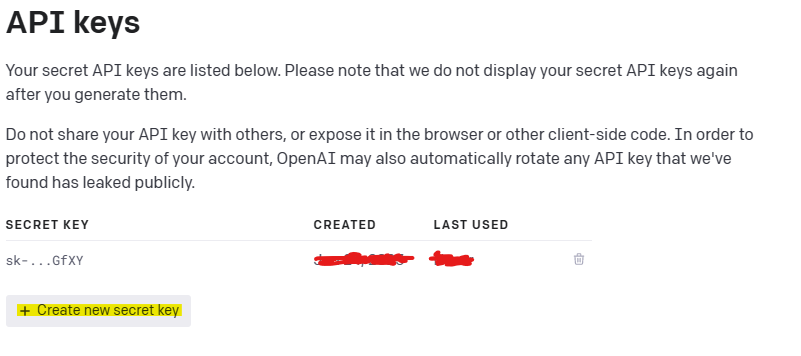 API keys
Your secret API keys are listed below. Please note that we do not display your secret API keys again
after you generate them.
Do not share your API key with others, or expose it in the browser or other client-side code. In order to
protect the security of your account, OpenAI may also automatically rotate any API key that we've
found has leaked publicly.
SECRET KEY CREATED LAST USED
sk-...GfXY
+ Create new secret key